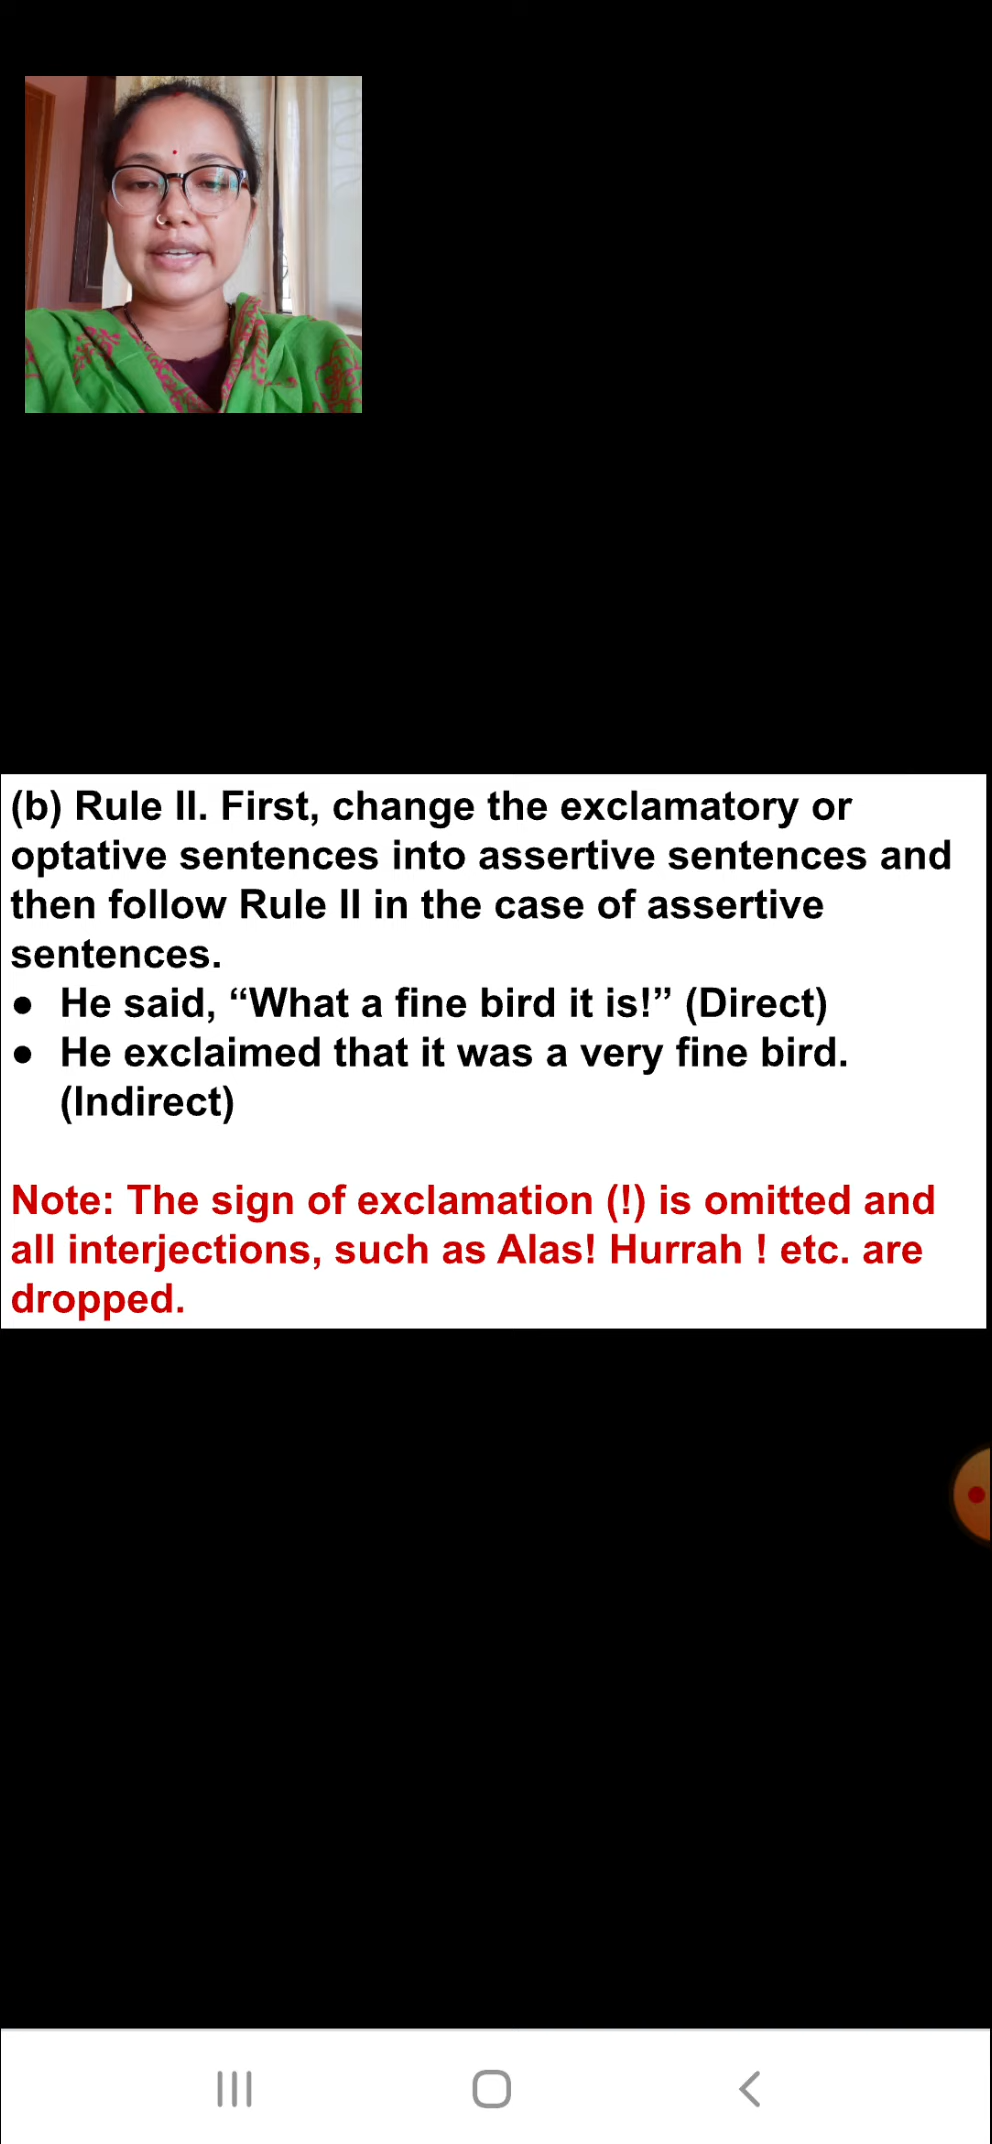 (b) Rule II. First, change the exclamatory or
optative sentences into assertive sentences and
then follow Rule II in the case of assertive
sentences.
● He said, “What a fine bird it is!” (Direct)
● He exclaimed that it was a very fine bird.
(Indirect)
Note: The sign of exclamation (!) is omitted and
all interjections, such as Alas! Hurrah ! etc. are
dropped.